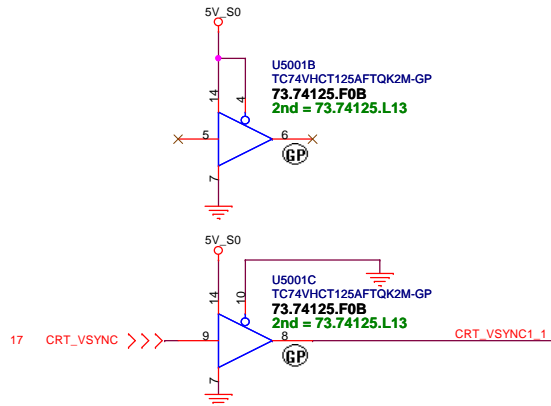 5V_S0
U5001B
TC74VHCT125AFTQK2M-GP
73.74125.F0B
2nd = 73.74125.L13
14
4
5
6
GP
7
5V_S0
U5001C
TC74VHCT125AFTQK2M-GP
73.74125.F0B
2nd = 73.74125.L13
14
10
17 CRT_VSYNC
9
8
CRT_VSYNC1_1
GP
7